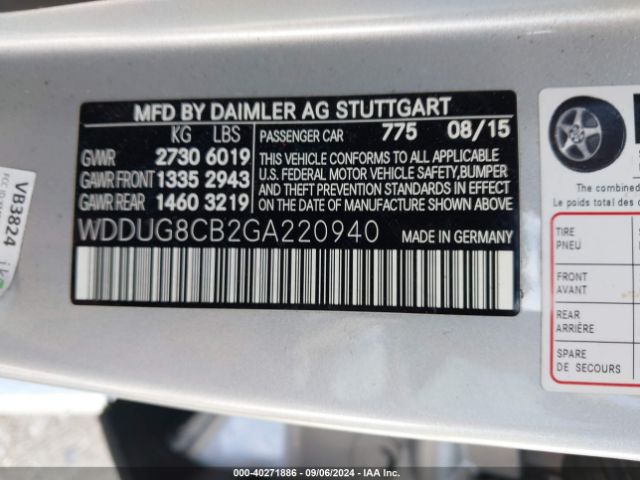 MFD BY DAIMLER AG STUTTGART
KG LBS
GVWR 2730 6019
GAWR FRONT 1335 2943
GAWR REAR 1460 3219
PASSENGER CAR 775 08/15
THIS VEHICLE CONFORMS TO ALL APPLICABLE
U.S. FEDERAL MOTOR VEHICLE SAFETY,BUMPER
AND THEFT PREVENTION STANDARDS IN EFFECT
ON THE DATE OF MANUFACTURE SHOWN ABOVE
WDDUG8CB2GA220940 MADE IN GERMANY
VB3824
The combined
Le poids total des
TIRE
PNEU
FRONT
AVANT
REAR
ARRIÈRE
SPARE
DE SECOURS
000-40271886 - 09/06/2024 - IAA Inc.